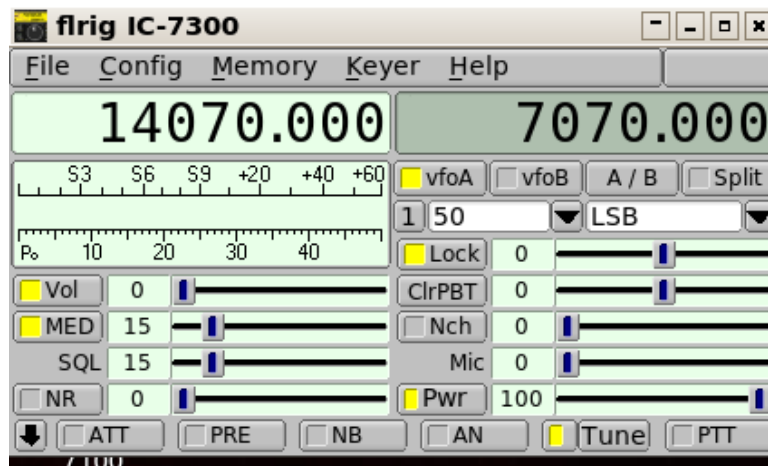 flrig IC-7300
File Config Memory Keyer Help
14070.000 7070.000
S3 S6 S9 +20 +40 +60
Po 10 20 30 40
vfoA vfoB A / B Split
1 50 LSB
Lock 0
Vol 0 ClrPBT 0
MED 15 Nch 0
SQL 15 Mic 0
NR 0 Pwr 100
ATT PRE NB AN Tune PTT